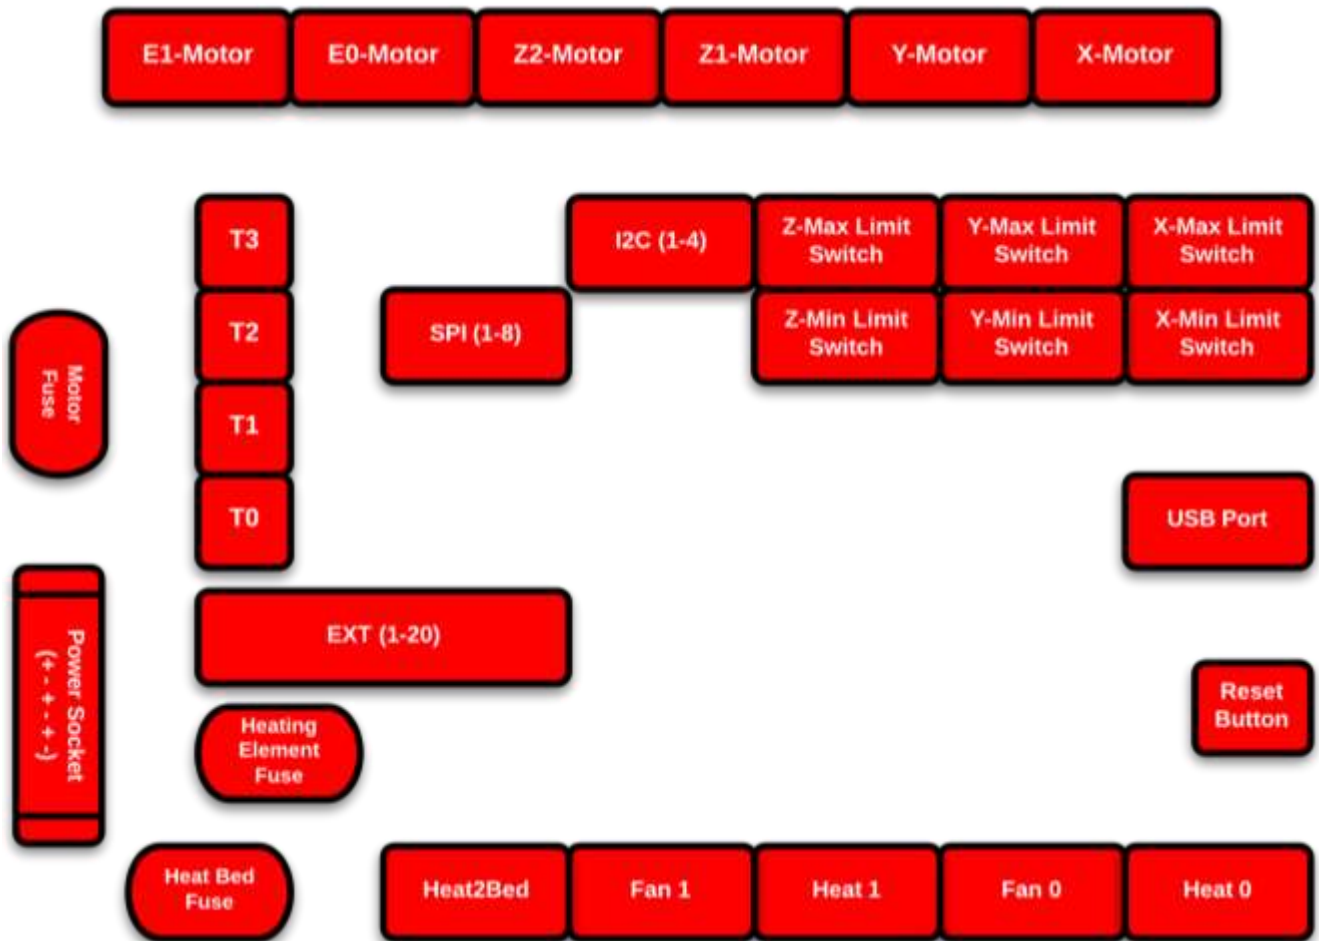 E1-Motor
E0-Motor
Z2-Motor
Z1-Motor
Y-Motor
X-Motor
T3
I2C (1-4)
Z-Max Limit
Switch
Y-Max Limit
Switch
X-Max Limit
Switch
T2
SPI (1-8)
Z-Min Limit
Switch
Y-Min Limit
Switch
X-Min Limit
Switch
Motor
Fuse
T1
T0
USB Port
Power Socket
(+ - + - + -)
EXT (1-20)
Reset
Button
Heating
Element
Fuse
Heat Bed
Fuse
Heat2Bed
Fan 1
Heat 1
Fan 0
Heat 0